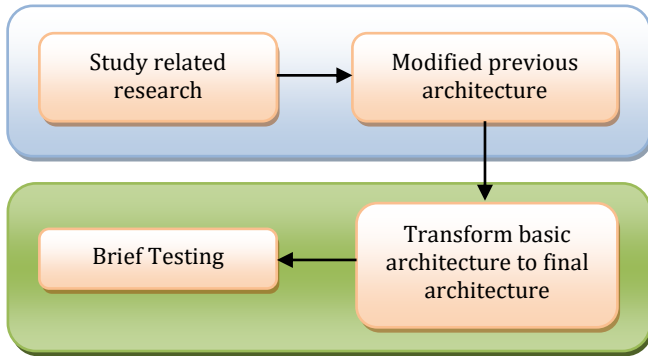 Study related
research
Modified previous
architecture
Transform basic
architecture to final
architecture
Brief Testing